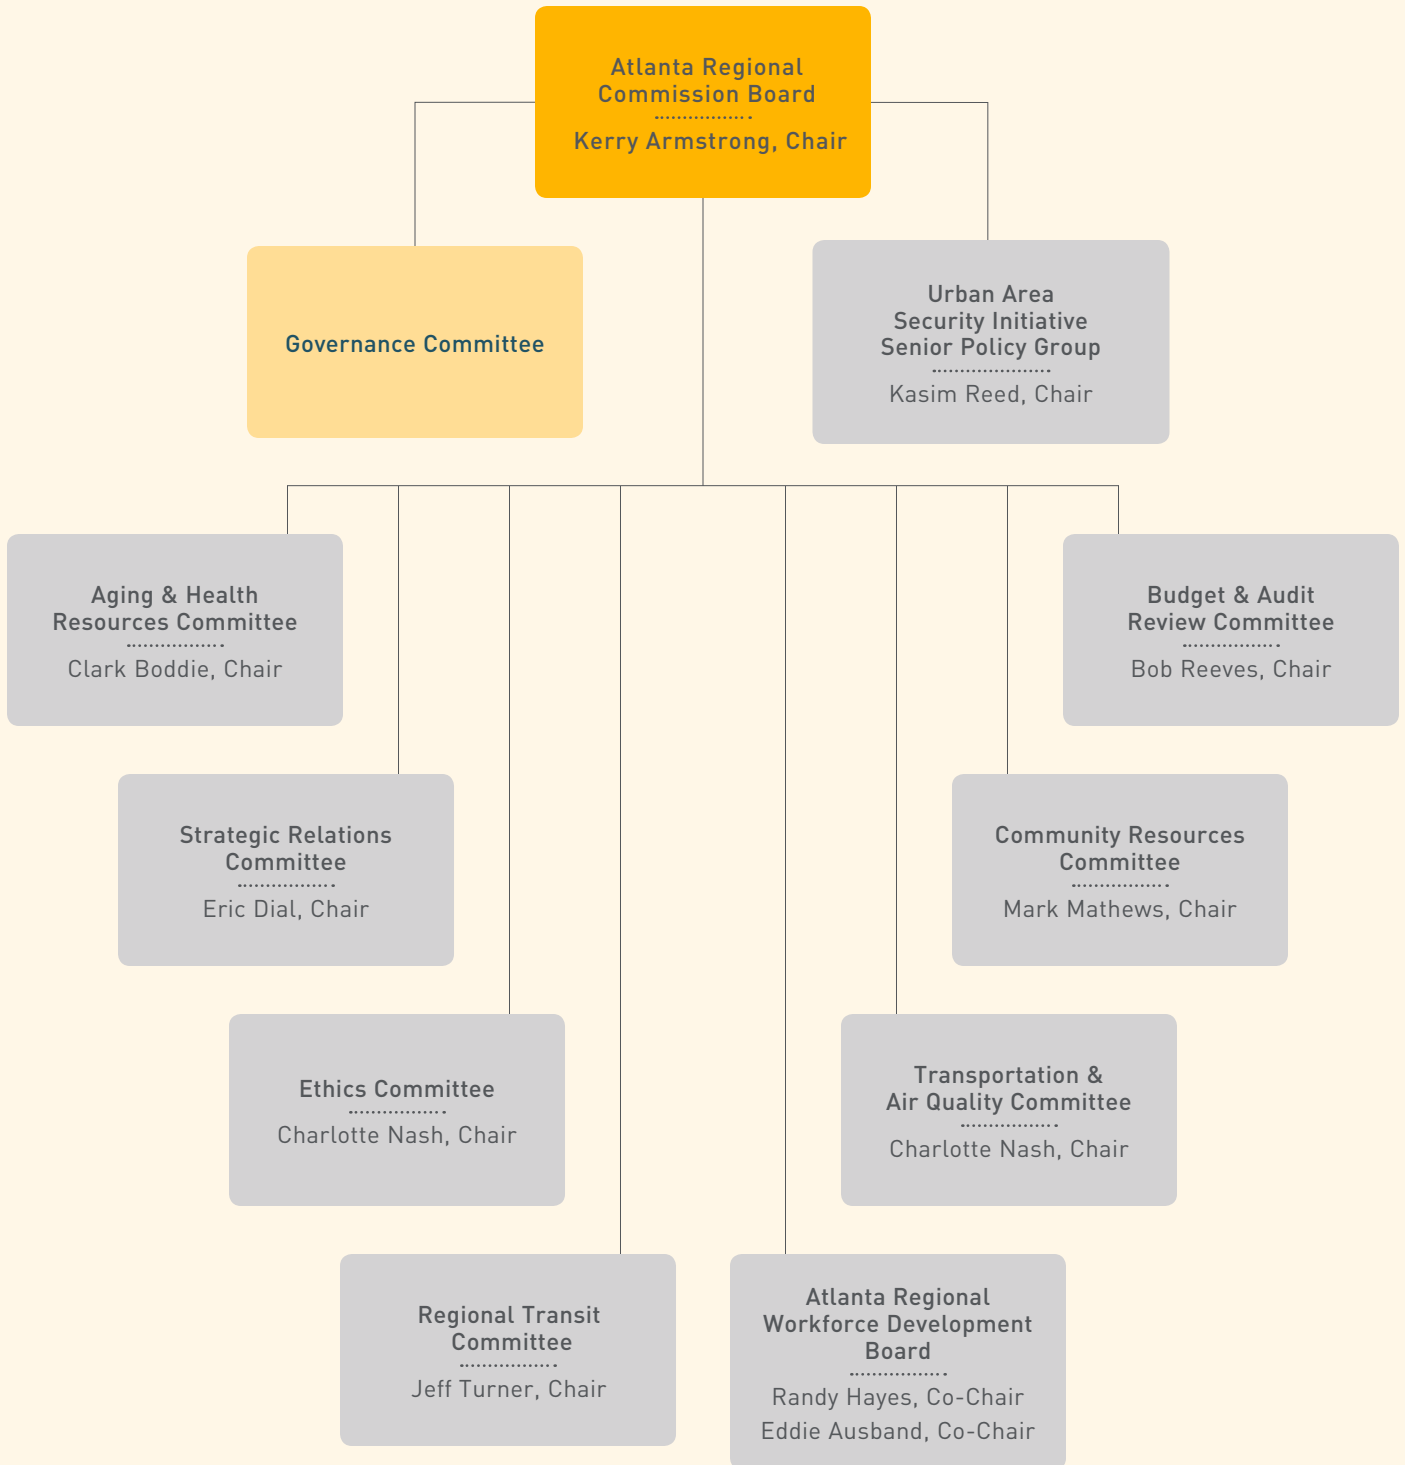 Atlanta Regional
Commission Board
Kerry Armstrong, Chair
Governance Committee
Urban Area
Security Initiative
Senior Policy Group
Kasim Reed, Chair
Aging & Health
Resources Committee
Clark Boddie, Chair
Budget & Audit
Review Committee
Bob Reeves, Chair
Strategic Relations
Committee
Eric Dial, Chair
Community Resources
Committee
Mark Mathews, Chair
Ethics Committee
Charlotte Nash, Chair
Transportation &
Air Quality Committee
Charlotte Nash, Chair
Regional Transit
Committee
Jeff Turner, Chair
Atlanta Regional
Workforce Development
Board
Randy Hayes, Co-Chair
Eddie Ausband, Co-Chair